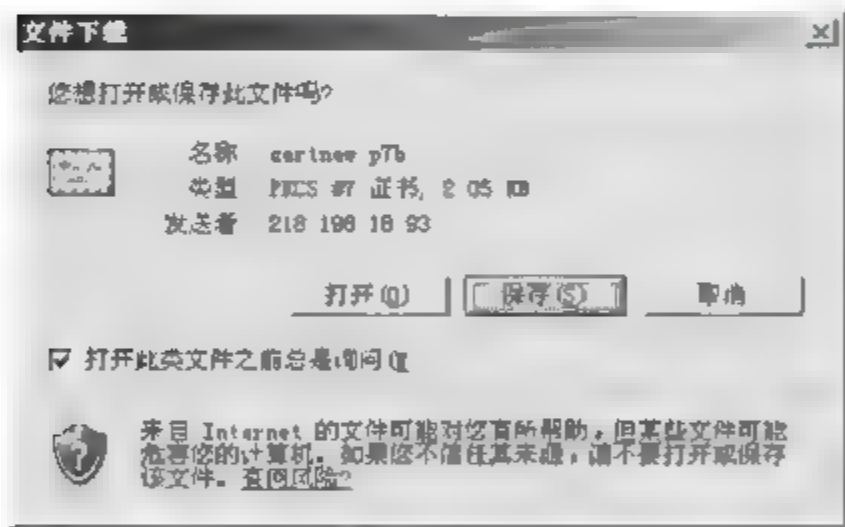 文件下载
您想打开或保存此文件吗?
名称 certnew p7b
类型 PKCS #7 证书, 2 05 KB
发送者 218 198 18 93
打开(O) 保存(S) 取消
打开此类文件之前总是询问(W
来自 Internet 的文件可能对您有所帮助，但某些文件可能
危害您的计算机。如果您不信任其来源，请不要打开或保存
该文件。有何风险?